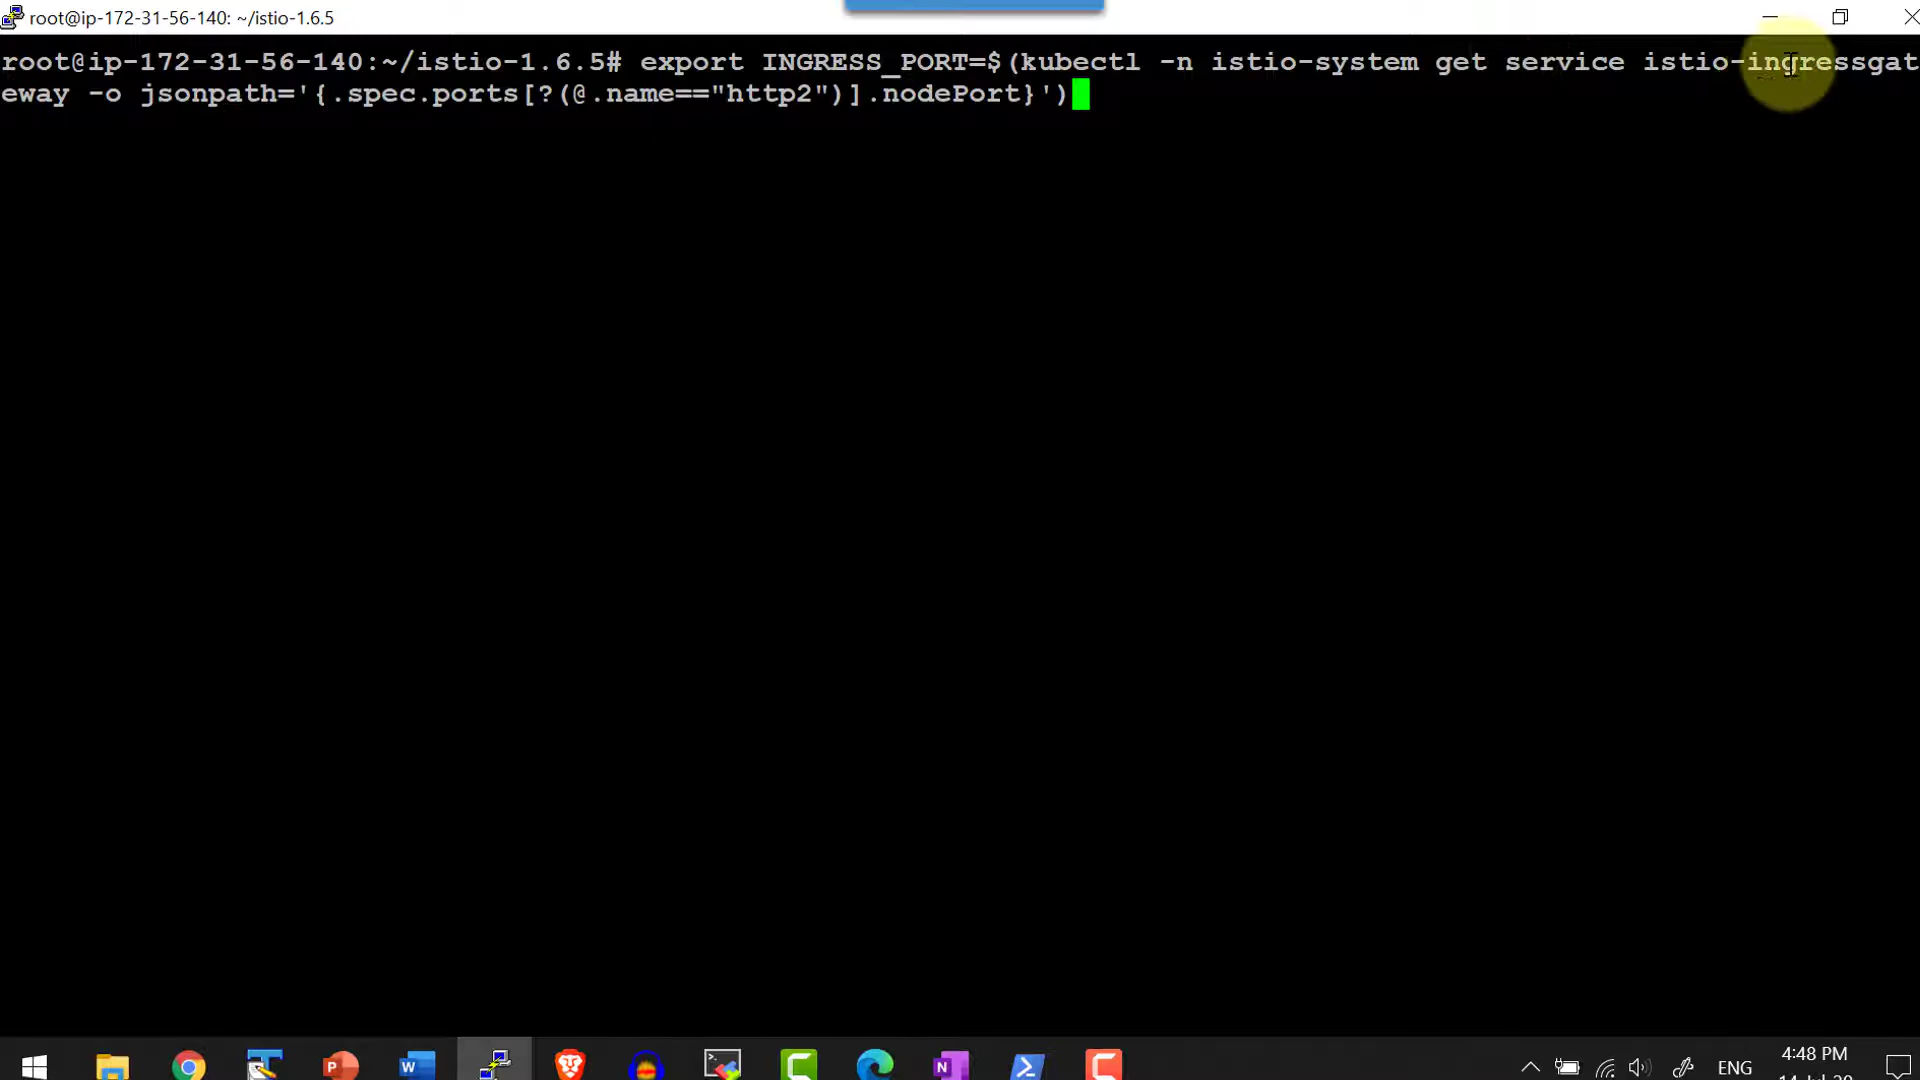 root@ip-172-31-56-140: ~/istio-1.6.5
root@ip-172-31-56-140:~/istio-1.6.5# export INGRESS_PORT=$(kubectl -n istio-system get service istio-ingressgat
eway -o jsonpath='{.spec.ports[?(@.name=="http2")].nodePort}')
ENG
4:48 PM